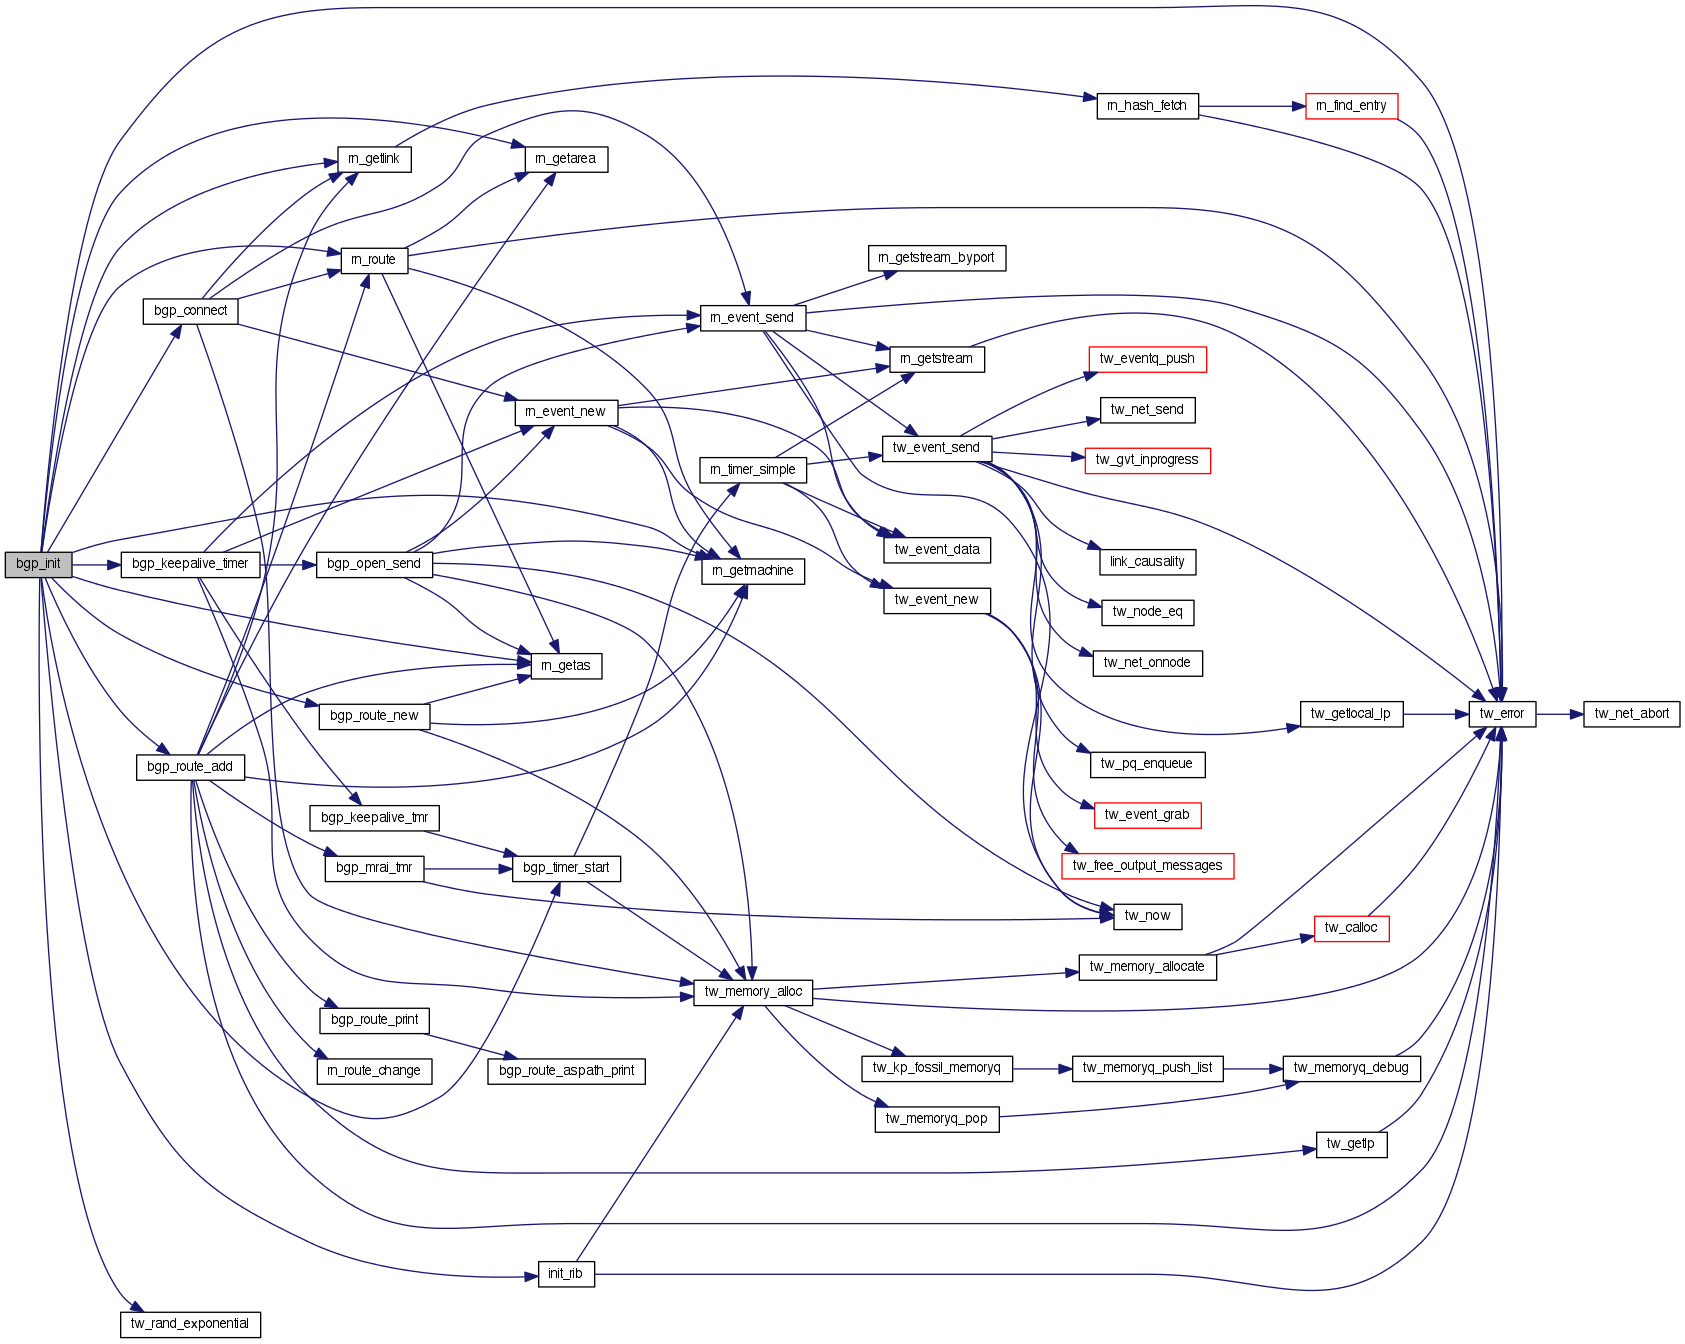 rn_hash_fetch
rn_find_entry
rn_getlink
rn_getarea
rn_route
rn_getstream_byport
bgp_connect
rn_event_send
rn_getstream
tw_eventq_push
rn_event_new
tw_net_send
tw_event_send
tw_gvt_inprogress
rn_timer_simple
tw_event_data
bgp_init
bgp_keepalive_timer
bgp_open_send
rn_getmachine
link_causality
tw_event_new
tw_node_eq
rn_getas
tw_net_onnode
bgp_route_new
tw_getlocal_lp
tw_error
tw_net_abort
bgp_route_add
tw_pq_enqueue
bgp_keepalive_tmr
tw_event_grab
bgp_mrai_tmr
bgp_timer_start
tw_free_output_messages
tw_now
tw_calloc
tw_memory_allocate
tw_memory_alloc
bgp_route_print
rn_route_change
bgp_route_aspath_print
tw_kp_fossil_memoryq
tw_memoryq_push_list
tw_memoryq_debug
tw_memoryq_pop
tw_getlp
init_rib
tw_rand_exponential